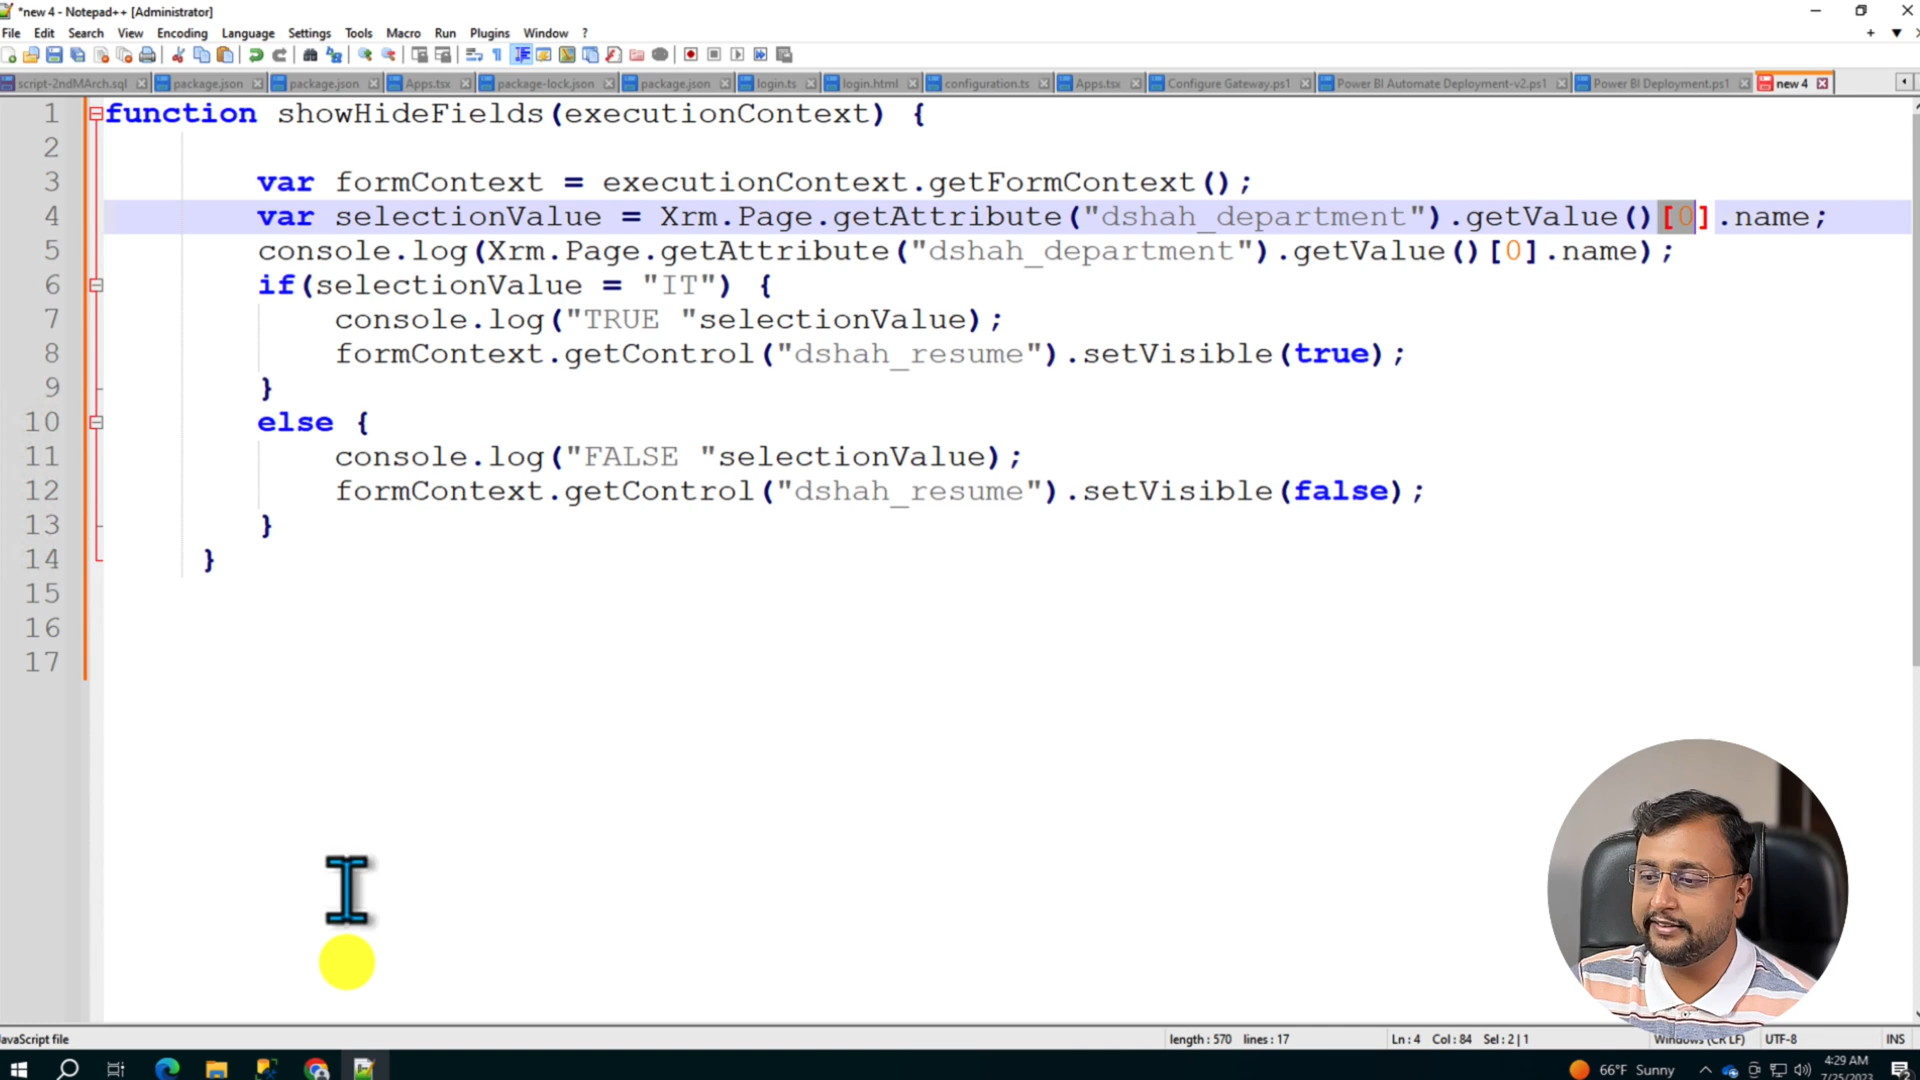 *new 4 - Notepad++ [Administrator]
File Edit Search View Encoding Language Settings Tools Macro Run Plugins Window ?
script-2ndMArch.sql package.json package.json Apps.tsx package-lock.json package.json login.ts login.html configuration.ts Apps.tsx Configure Gateway.ps1 Power BI Automate Deployment-v2.ps1 Power BI Deployment.ps1 new 4
1 function showHideFields(executionContext) {
2
3 var formContext = executionContext.getFormContext();
4 var selectionValue = Xrm.Page.getAttribute("dshah_department").getValue()[0].name;
5 console.log(Xrm.Page.getAttribute("dshah_department").getValue()[0].name);
6 if(selectionValue = "IT") {
7 console.log("TRUE "selectionValue);
8 formContext.getControl("dshah_resume").setVisible(true);
9 }
10 else {
11 console.log("FALSE "selectionValue);
12 formContext.getControl("dshah_resume").setVisible(false);
13 }
14 }
15
16
17
JavaScript file length : 570 lines : 17 Ln : 4 Col : 84 Sel : 2 | 1 Windows (CR LF) UTF-8 INS
66°F Sunny 4:29 AM
7/25/2023